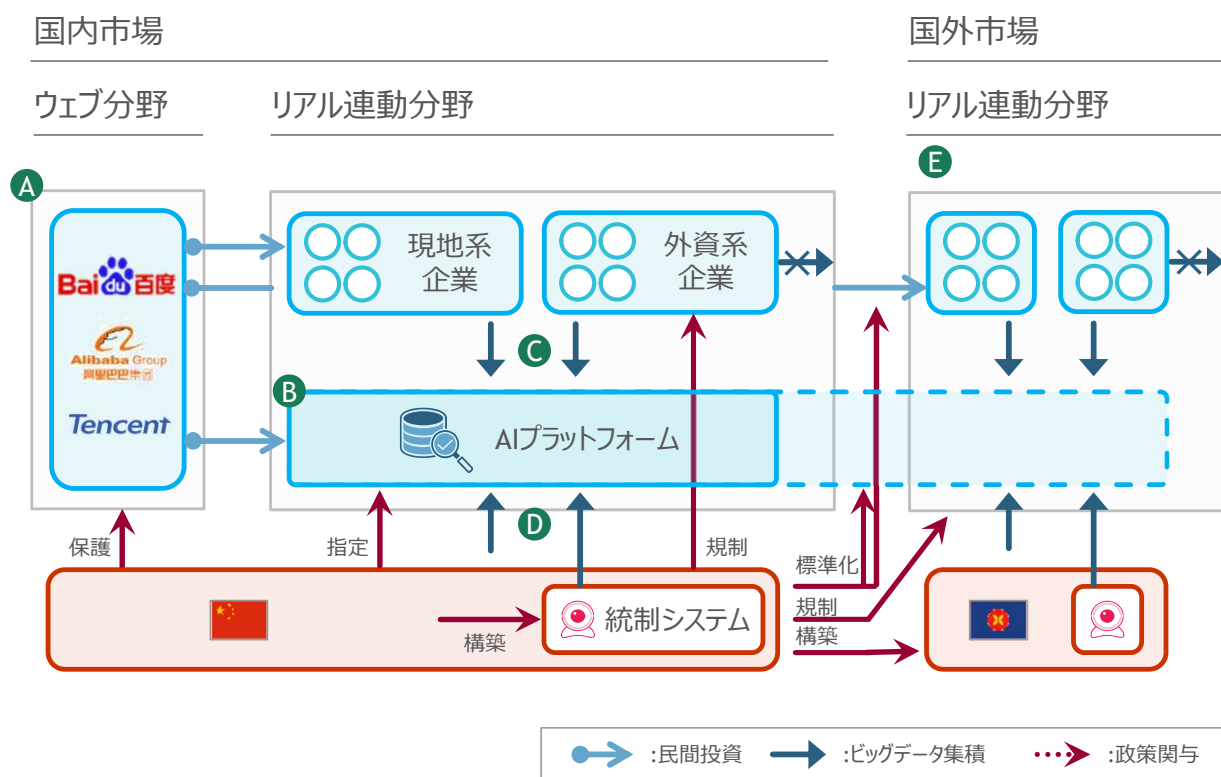 国内市場
国外市場
ウェブ分野
リアル連動分野
リアル連動分野
A
E
Baidu百度
Alibaba Group
阿里巴巴集团
Tencent
現地系
企業
外資系
企業
C
B
AIプラットフォーム
D
保護
指定
規制
標準化
規制
構築
構築
統制システム
:民間投資
:ビッグデータ集積
:政策関与